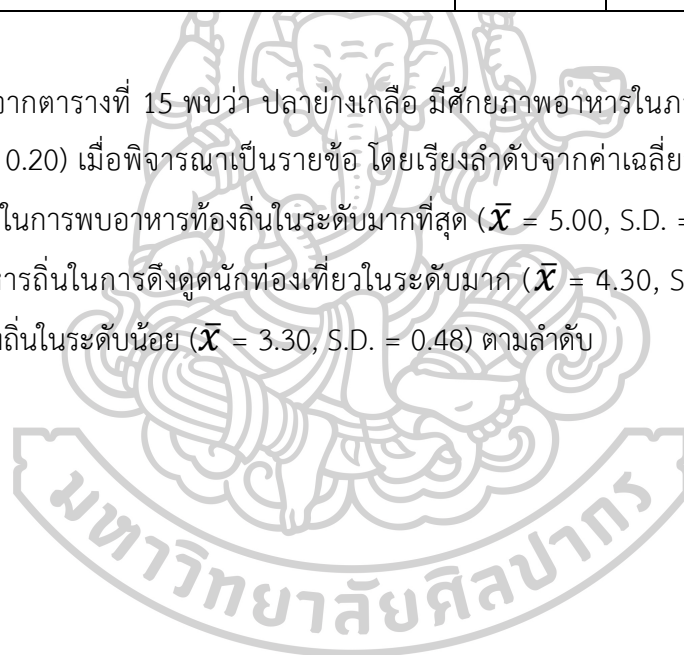 จากตารางที่ 15 พบว่า ปลาย่างเกลือ มีศักยภาพอาหารในภ
0.20) เมื่อพิจารณาเป็นรายข้อ โดยเรียงลำดับจากค่าเฉลี่ย
ในการพบอาหารท้องถิ่นในระดับมากที่สุด (x̄ = 5.00, S.D. =
ารถิ่นในการดึงดูดนักท่องเที่ยวในระดับมาก (x̄ = 4.30, S
ถิ่นในระดับน้อย (x̄ = 3.30, S.D. = 0.48) ตามลำดับ
มหาวิทยาลัยศิลปากร